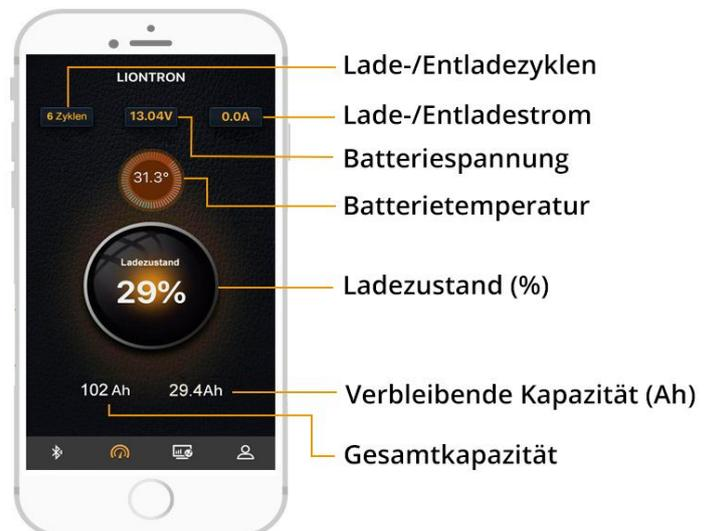 LIONTRON
6 Zyklen
13.04V
0.0A
31.3°
Ladezustand
29%
102 Ah
29.4Ah
Lade-/Entladezyklen
Lade-/Entladestrom
Batteriespannung
Batterietemperatur
Ladezustand (%)
Verbleibende Kapazität (Ah)
Gesamtkapazität